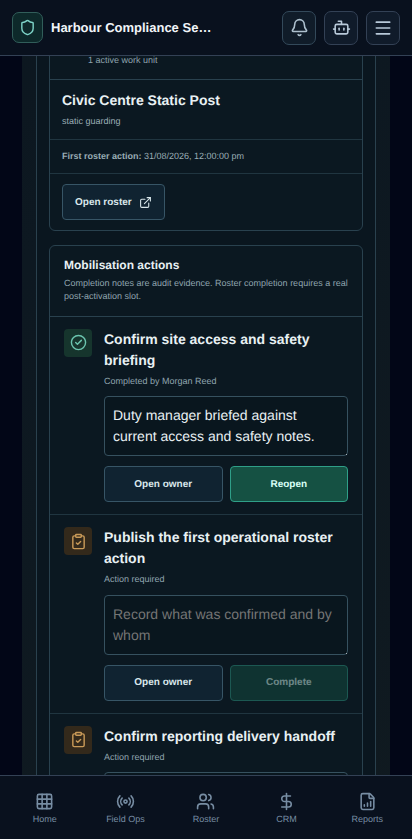 Harbour Compliance Se...
1 active work unit
Civic Centre Static Post
static guarding
First roster action: 31/08/2026, 12:00:00 pm
Open roster
Mobilisation actions
Completion notes are audit evidence. Roster completion requires a real
post-activation slot.
Confirm site access and safety
briefing
Completed by Morgan Reed
Duty manager briefed against
current access and safety notes.
Open owner
Reopen
Publish the first operational roster
action
Action required
Record what was confirmed and by
whom
Open owner
Complete
Confirm reporting delivery handoff
Action required
Home
Field Ops
Roster
CRM
Reports